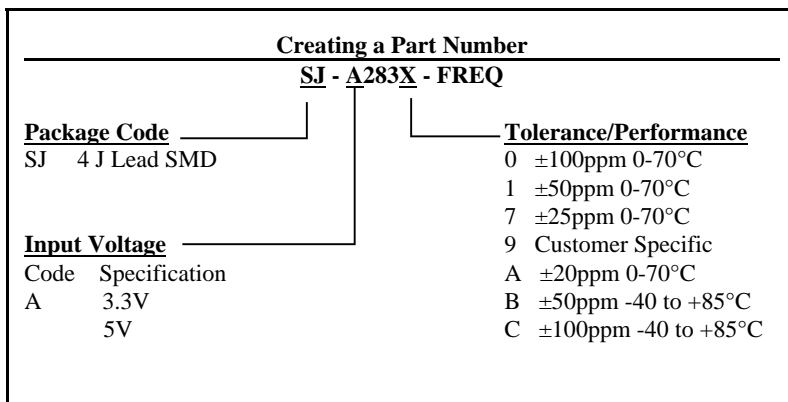 Creating a Part Number
SJ - A283X - FREQ
Package Code
SJ 4 J Lead SMD
Input Voltage
Code Specification
A 3.3V
5V
Tolerance/Performance
0 ±100ppm 0-70°C
1 ±50ppm 0-70°C
7 ±25ppm 0-70°C
9 Customer Specific
A ±20ppm 0-70°C
B ±50ppm -40 to +85°C
C ±100ppm -40 to +85°C